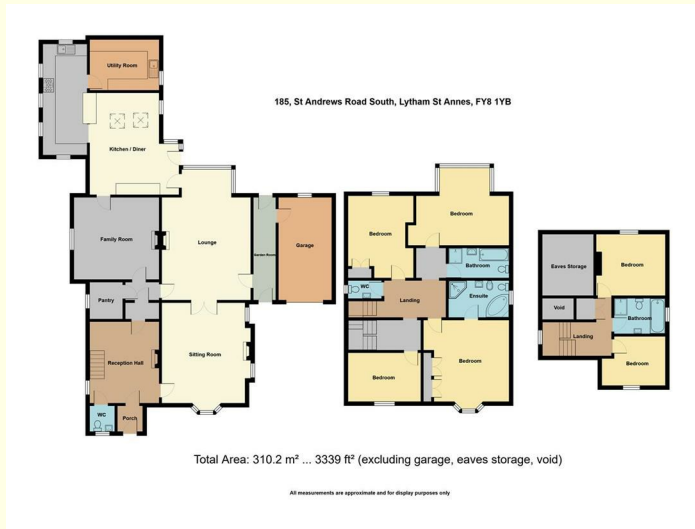 185, St Andrews Road South, Lytham St Annes, FY8 1YB
Utility Room
Kitchen / Diner
Family Room
Lounge
Garden Room
Garage
Pantry
Reception Hall
Sitting Room
WC
Porch
Bedroom
Bedroom
Bathroom
WC
Landing
Ensuite
Bedroom
Bedroom
Eaves Storage
Bedroom
Void
Bathroom
Landing
Bedroom
Total Area: 310.2 m² ... 3339 ft² (excluding garage, eaves storage, void)
All measurements are approximate and for display purposes only